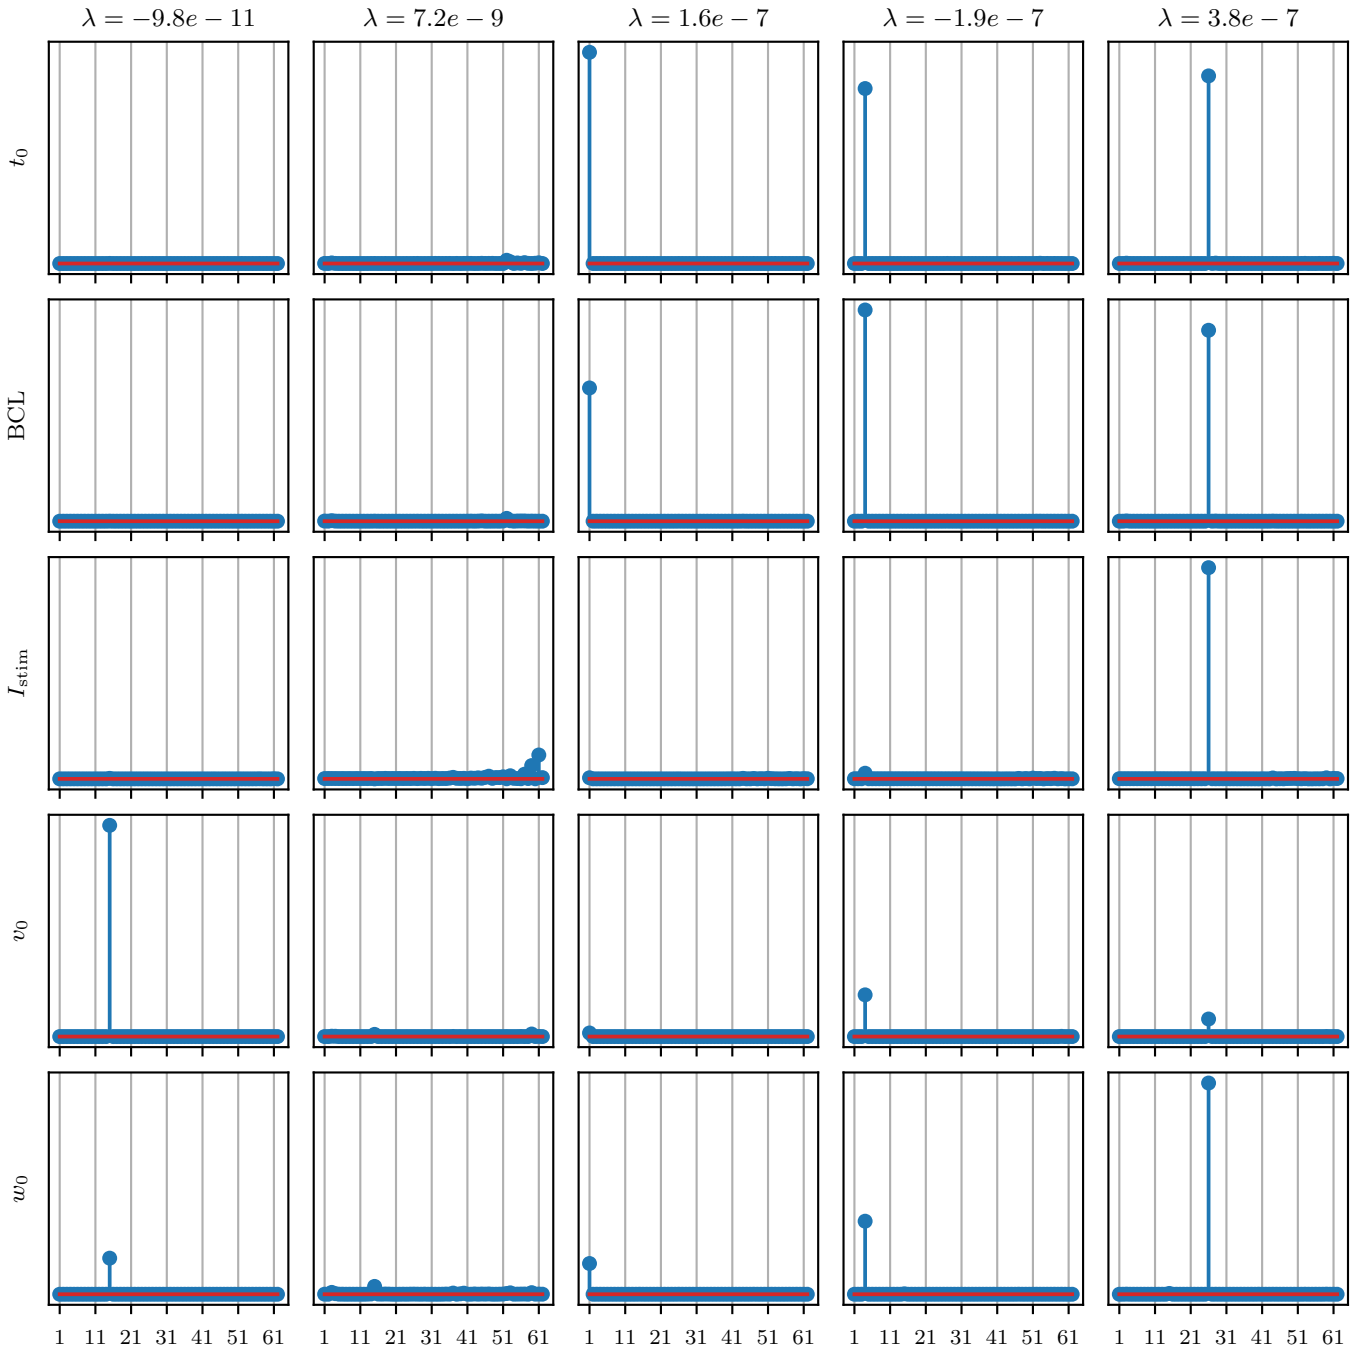 λ = −9.8e − 11 λ = 7.2e − 9 λ = 1.6e − 7 λ = −1.9e − 7 λ = 3.8e − 7
t₀
BCL
Iₛₜᵢₘ
v₀
w₀
1 11 21 31 41 51 61 1 11 21 31 41 51 61 1 11 21 31 41 51 61 1 11 21 31 41 51 61 1 11 21 31 41 51 61